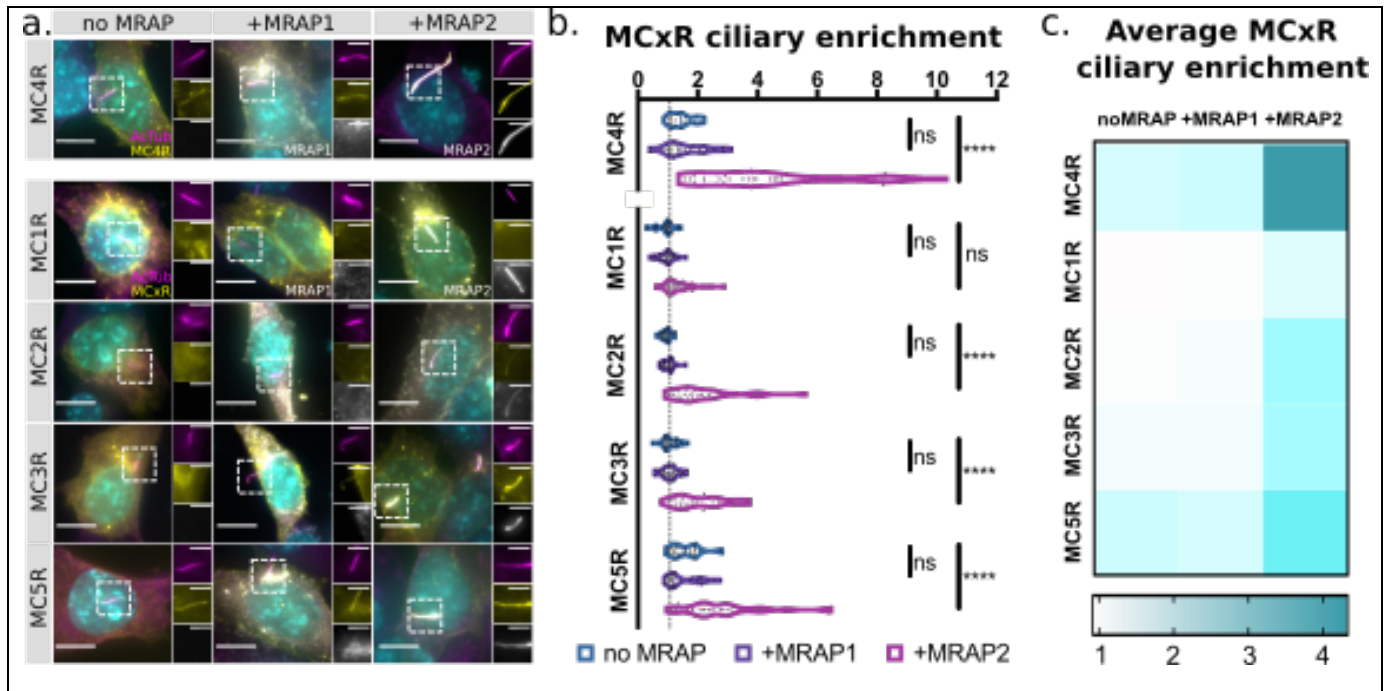 a.
no MRAP +MRAP1 +MRAP2
MC4R
AcTub
MC4R
MRAP1
MRAP2
MC1R
AcTub
MCxR
MRAP1
MRAP2
MC2R
MC3R
MC5R
b.
MCxR ciliary enrichment
0 2 4 6 8 10 12
MC4R
ns
****
MC1R
ns
ns
MC2R
ns
****
MC3R
ns
****
MC5R
ns
****
no MRAP +MRAP1 +MRAP2
c.
Average MCxR
ciliary enrichment
noMRAP +MRAP1 +MRAP2
MC4R
MC1R
MC2R
MC3R
MC5R
1 2 3 4